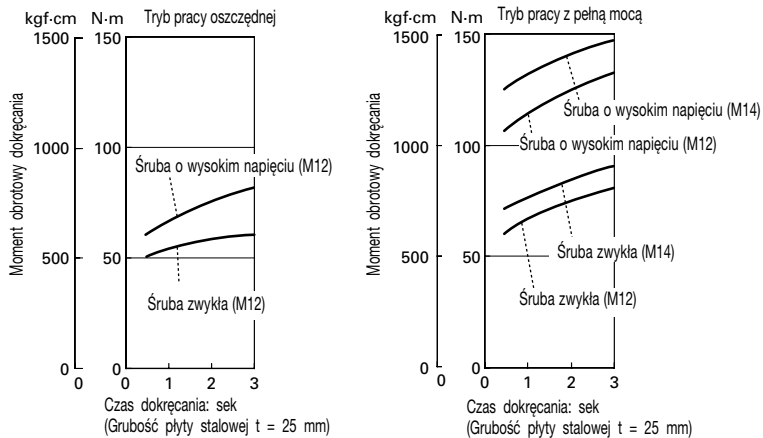 kgf·cm N·m Tryb pracy oszczędnej
1500 150
1000 100
Śruba o wysokim napięciu (M12)
500 50
Śruba zwykła (M12)
0 0
0 0 1 2 3
Moment obrotowy dokręcania
Czas dokręcania: sek
(Grubość płyty stalowej t = 25 mm)
kgf·cm N·m Tryb pracy z pełną mocą
1500 150
Śruba o wysokim napięciu (M14)
1000 100
Śruba o wysokim napięciu (M12)
500 50
Śruba zwykła (M14)
Śruba zwykła (M12)
0 0
0 0 1 2 3
Moment obrotowy dokręcania
Czas dokręcania: sek
(Grubość płyty stalowej t = 25 mm)